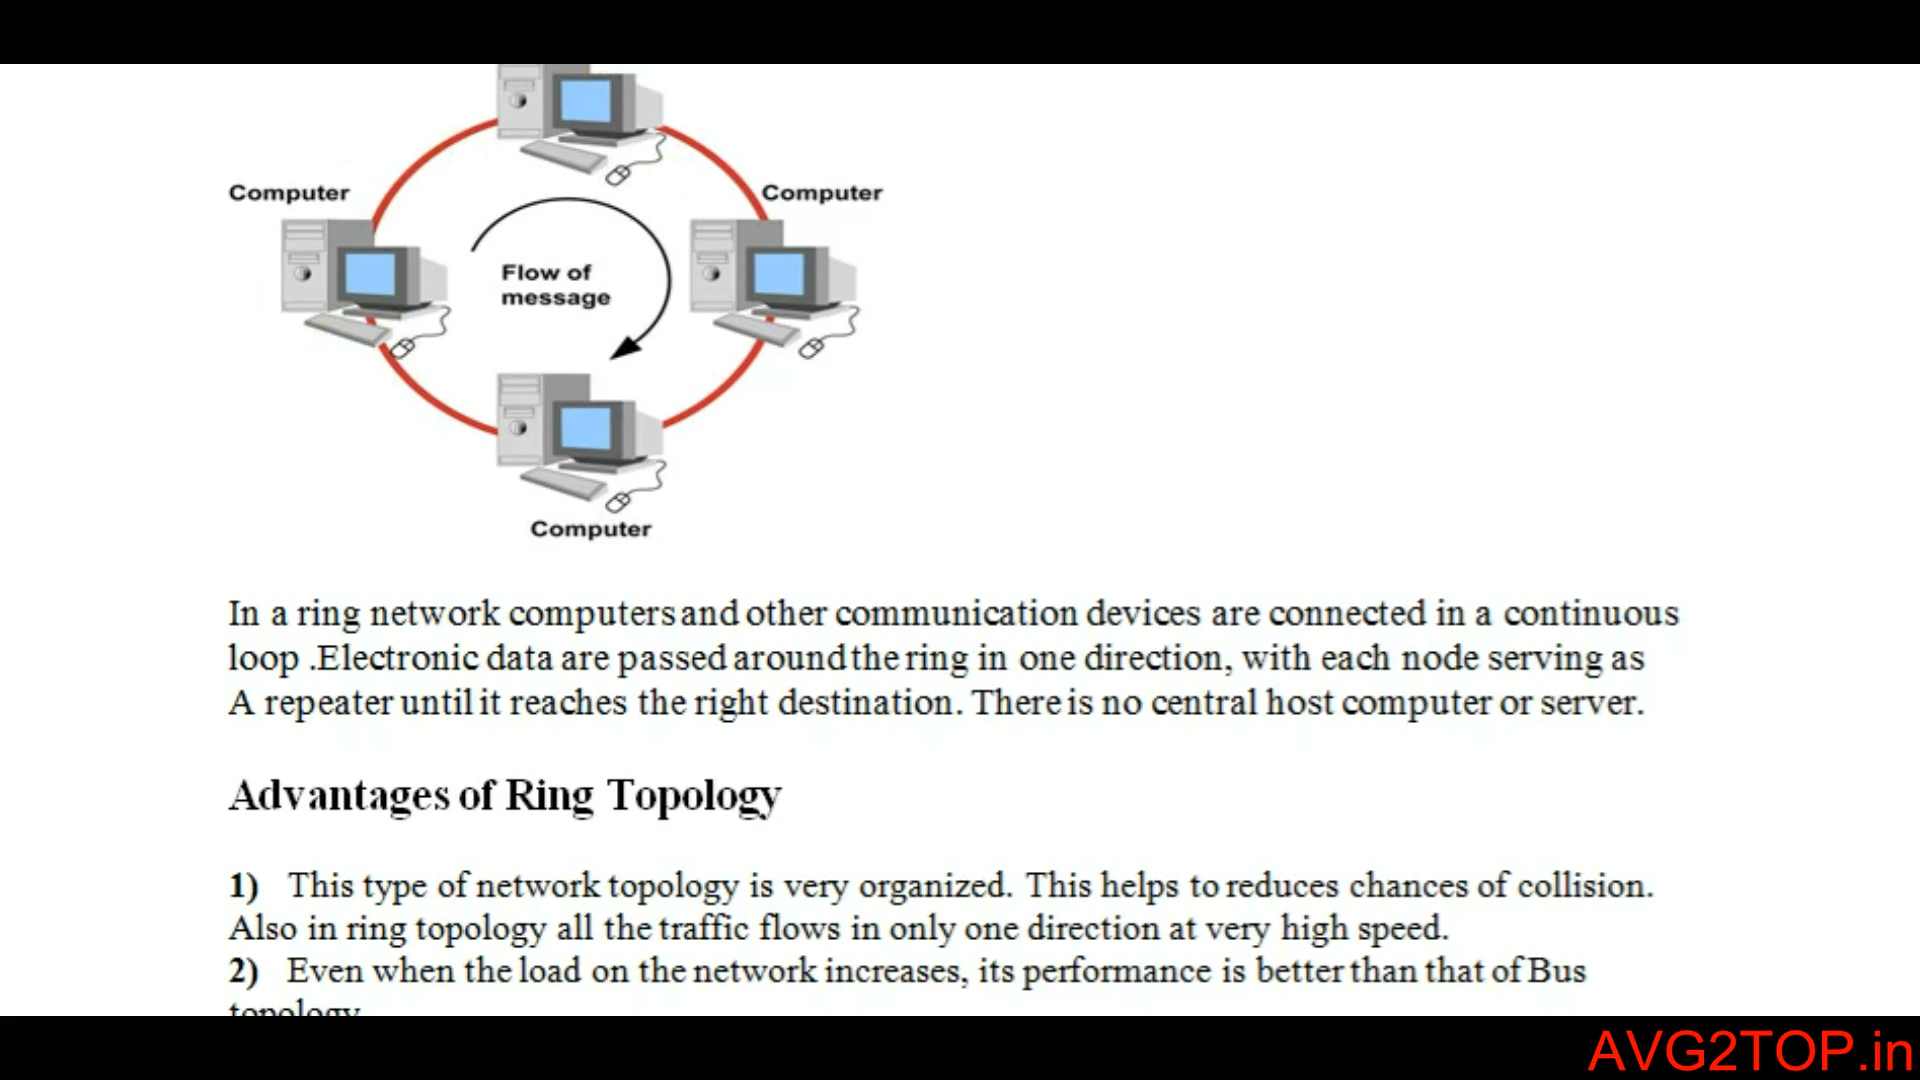 Computer
Computer
Flow of
message
Computer
In a ring network computers and other communication devices are connected in a continuous
loop .Electronic data are passed around the ring in one direction, with each node serving as
A repeater until it reaches the right destination. There is no central host computer or server.
Advantages of Ring Topology
1) This type of network topology is very organized. This helps to reduces chances of collision.
Also in ring topology all the traffic flows in only one direction at very high speed.
2) Even when the load on the network increases, its performance is better than that of Bus
topology
AVG2TOP.in